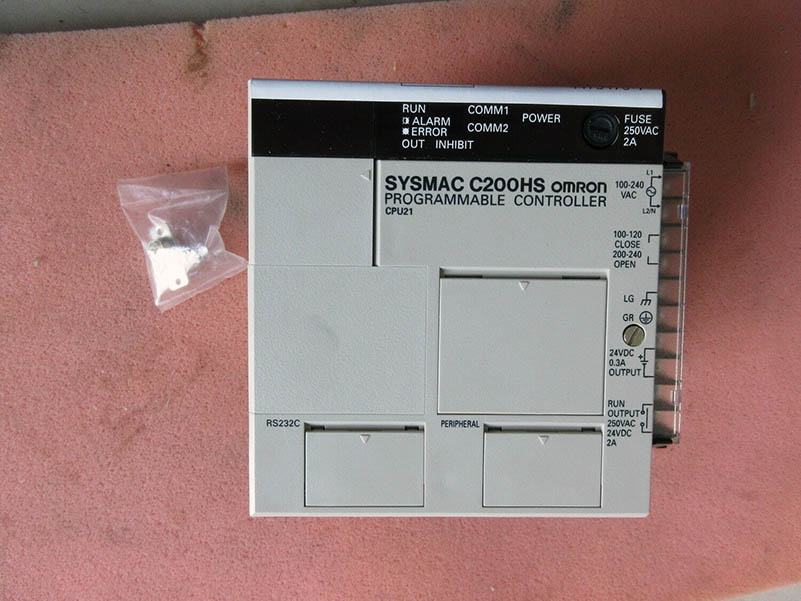 RUN
COMM1
POWER
FUSE
ALARM
ERROR
COMM2
250VAC
2A
OUT INHIBIT
SYSMAC C200HS omron
PROGRAMMABLE CONTROLLER
CPU21
L1
100-240
VAC
L2/N
100-120
CLOSE
200-240
OPEN
LG
GR
24VDC
0.3A
OUTPUT
RUN
OUTPUT
250VAC
24VDC
2A
RS232C
PERIPHERAL